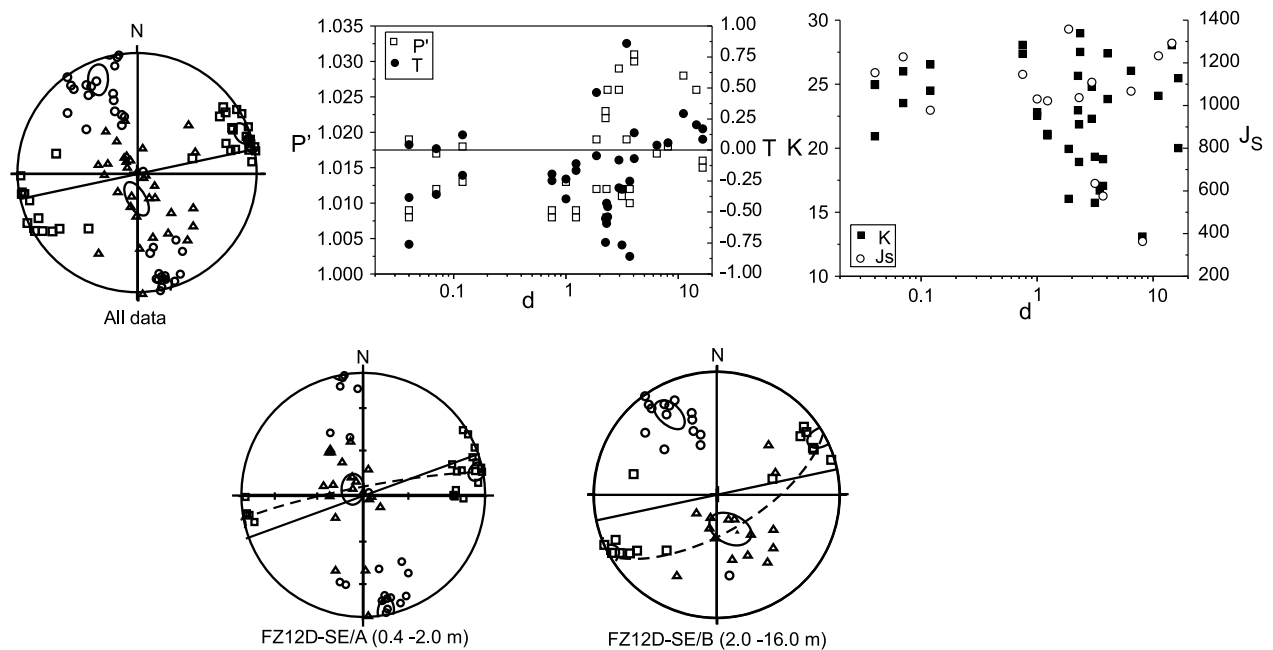 N
All data
1.035
1.030
1.025
1.020
1.015
1.010
1.005
1.000
P'
P'
T
0.1
1
10
d
1.00
0.75
0.50
0.25
0.00
-0.25
-0.50
-0.75
-1.00
T
K
30
25
20
15
10
K
Js
0.1
1
10
d
1400
1200
1000
800
600
400
200
JS
N
FZ12D-SE/A (0.4 -2.0 m)
N
FZ12D-SE/B (2.0 -16.0 m)